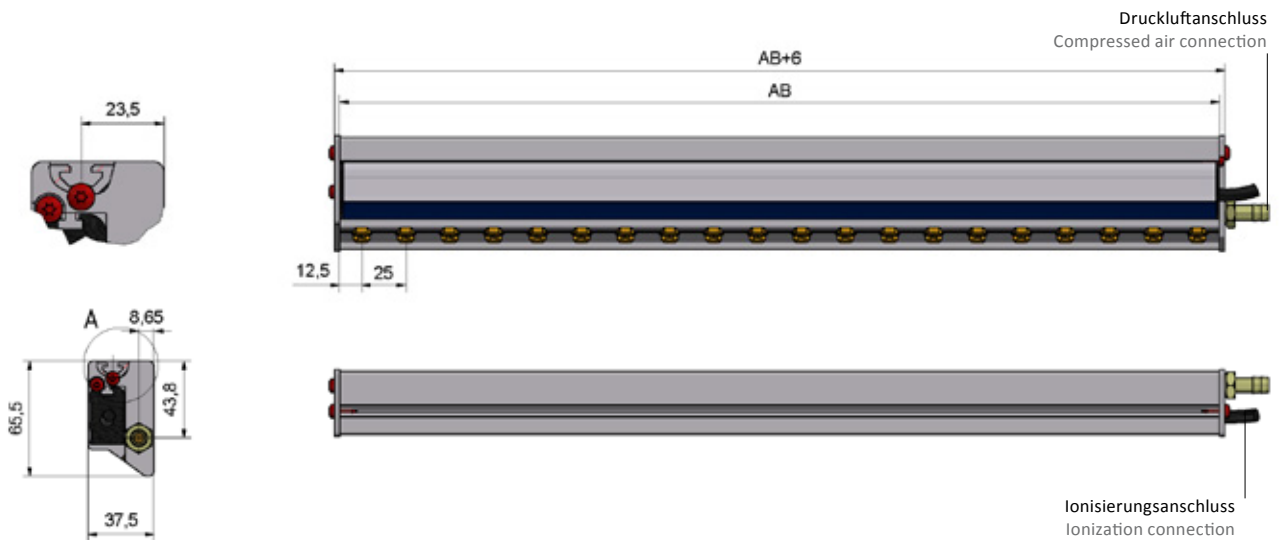 Druckluftanschluss
Compressed air connection
AB+6
AB
23,5
12,5
25
A
8,65
65,5
43,8
37,5
Ionisierungsanschluss
Ionization connection